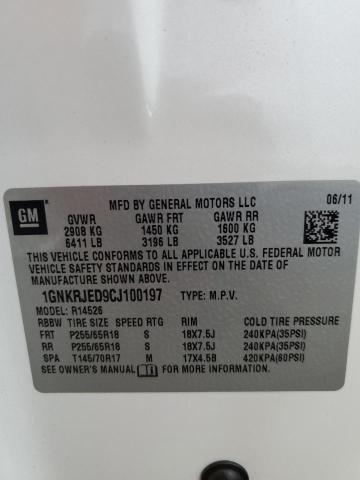 GM
MFD BY GENERAL MOTORS LLC 06/11
GVWR GAWR FRT GAWR RR
2908 KG 1450 KG 1600 KG
6411 LB 3196 LB 3527 LB
THIS VEHICLE CONFORMS TO ALL APPLICABLE U.S. FEDERAL MOTOR
VEHICLE SAFETY STANDARDS IN EFFECT ON THE DATE OF
MANUFACTURE SHOWN ABOVE.
1GNKRJED9CJ100197 TYPE: M.P.V.
MODEL: R14526
RBBW TIRE SIZE SPEED RTG RIM COLD TIRE PRESSURE
FRT P255/65R18 S 18X7.5J 240KPA(35PSI)
RR P255/65R18 S 18X7.5J 240KPA(35PSI)
SPA T145/70R17 M 17X4.5B 420KPA(60PSI)
SEE OWNER'S MANUAL FOR MORE INFORMATION.